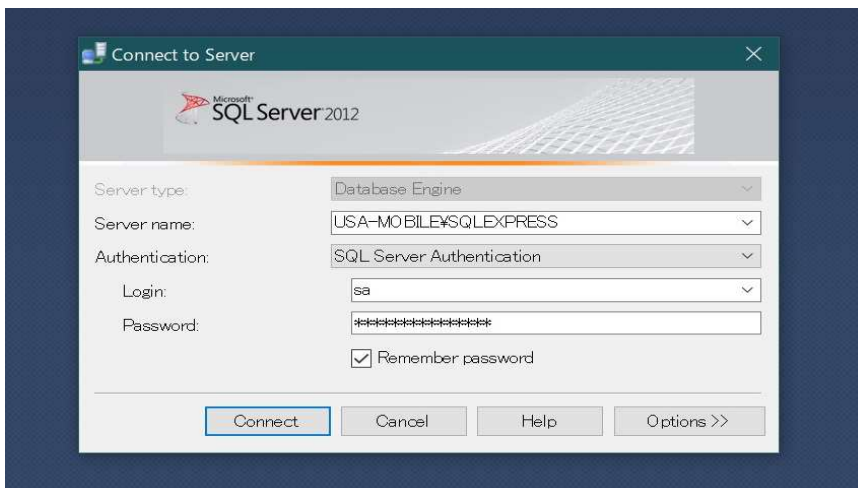 Connect to Server
Microsoft
SQL Server 2012
Server type: Database Engine
Server name: USA-MOBILE¥SQLEXPRESS
Authentication: SQL Server Authentication
Login: sa
Password: ****************
Remember password
Connect Cancel Help Options >>